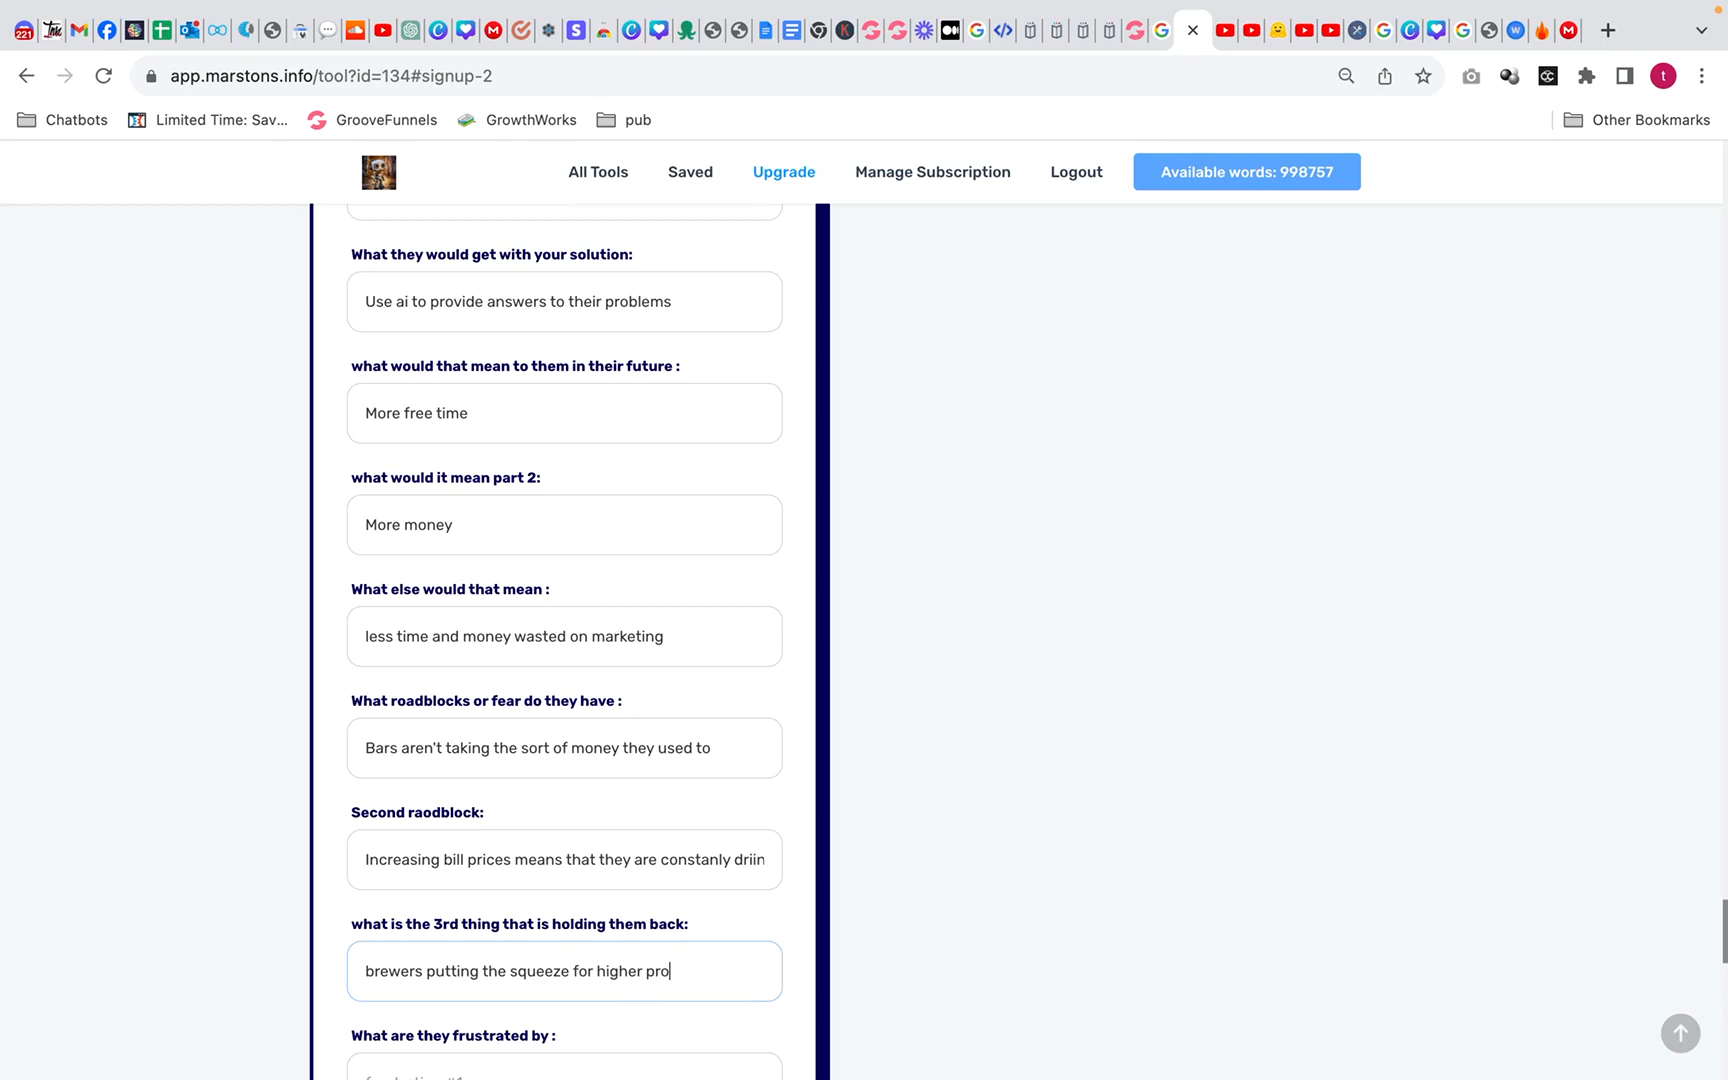 221
app.marstons.info/tool?id=134#signup-2
t
Chatbots
Limited Time: Sav...
GrooveFunnels
GrowthWorks
pub
Other Bookmarks
All Tools
Saved
Upgrade
Manage Subscription
Logout
Available words: 998757
What they would get with your solution:
Use ai to provide answers to their problems
what would that mean to them in their future :
More free time
what would it mean part 2:
More money
What else would that mean :
less time and money wasted on marketing
What roadblocks or fear do they have :
Bars aren't taking the sort of money they used to
Second raodblock:
Increasing bill prices means that they are constanly driin
what is the 3rd thing that is holding them back:
brewers putting the squeeze for higher pro
What are they frustrated by :